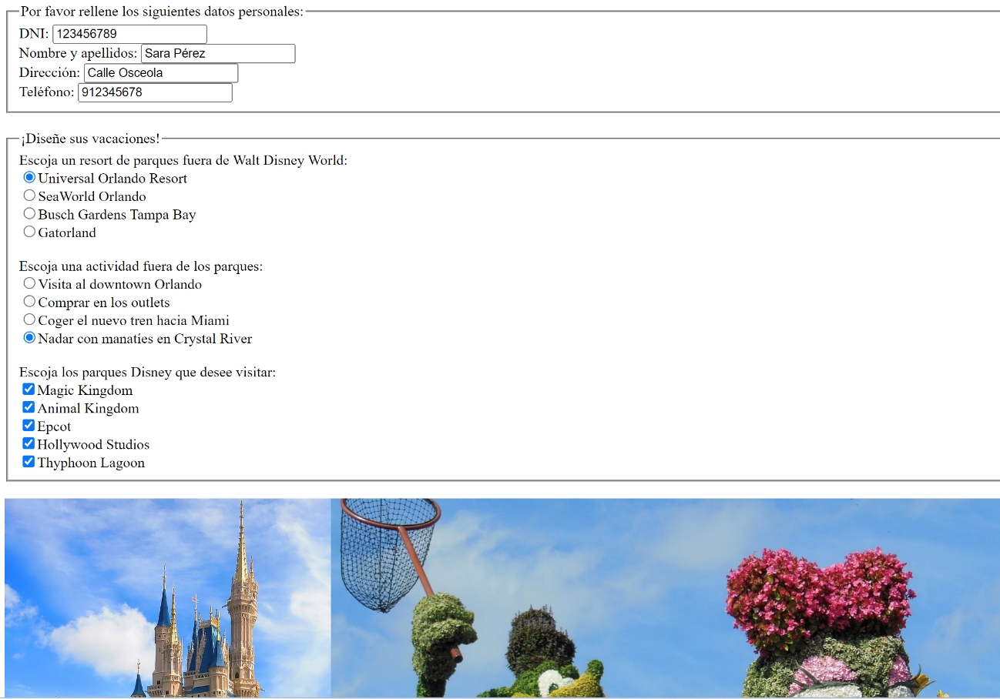 Por favor rellene los siguientes datos personales:
DNI: 123456789
Nombre y apellidos: Sara Pérez
Dirección: Calle Osceola
Teléfono: 912345678
¡Diseñe sus vacaciones!
Escoja un resort de parques fuera de Walt Disney World:
Universal Orlando Resort
SeaWorld Orlando
Busch Gardens Tampa Bay
Gatorland
Escoja una actividad fuera de los parques:
Visita al downtown Orlando
Comprar en los outlets
Coger el nuevo tren hacia Miami
Nadar con manatíes en Crystal River
Escoja los parques Disney que desee visitar:
Magic Kingdom
Animal Kingdom
Epcot
Hollywood Studios
Thyphoon Lagoon